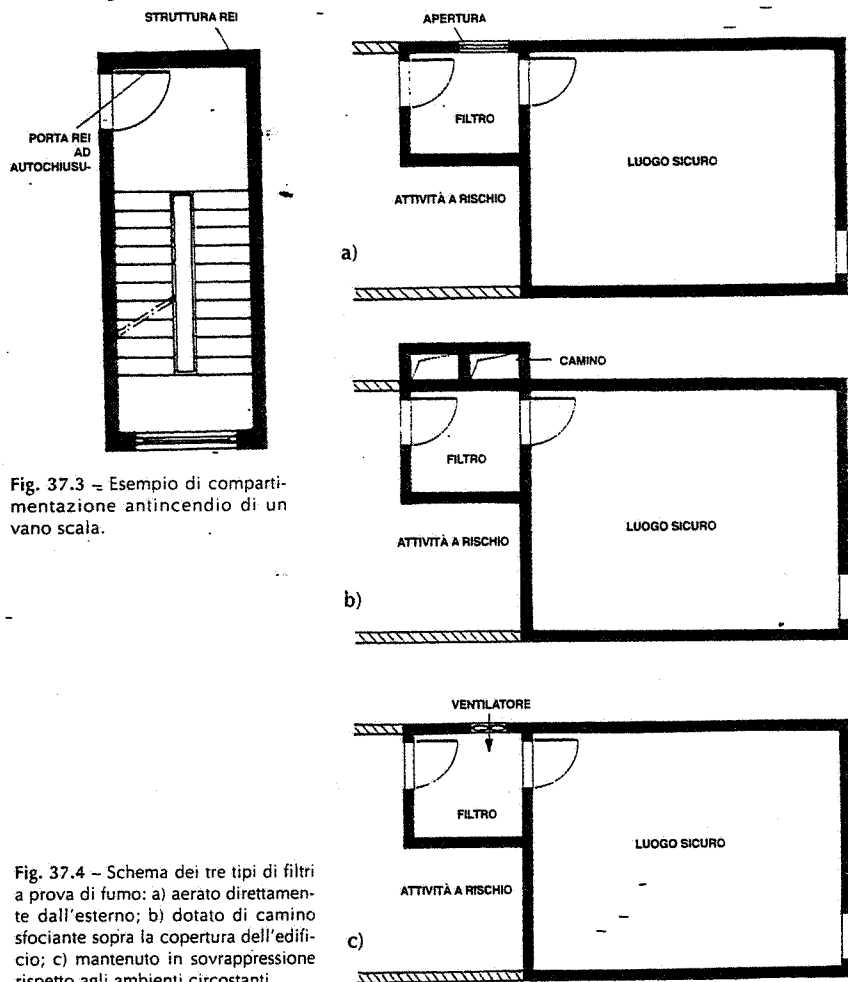 STRUTTURA REI
PORTA REI
AD
AUTOCHIUSU-
Fig. 37.3 – Esempio di comparti-
mentazione antincendio di un
vano scala.
APERTURA
FILTRO
LUOGO SICURO
ATTIVITÀ A RISCHIO
a)
CAMINO
FILTRO
LUOGO SICURO
ATTIVITÀ A RISCHIO
b)
VENTILATORE
FILTRO
LUOGO SICURO
ATTIVITÀ A RISCHIO
c)
Fig. 37.4 – Schema dei tre tipi di filtri
a prova di fumo: a) aerato direttamen-
te dall'esterno; b) dotato di camino
sfociante sopra la copertura dell'edifi-
cio; c) mantenuto in sovrappressione
rispetto agli ambienti circostanti